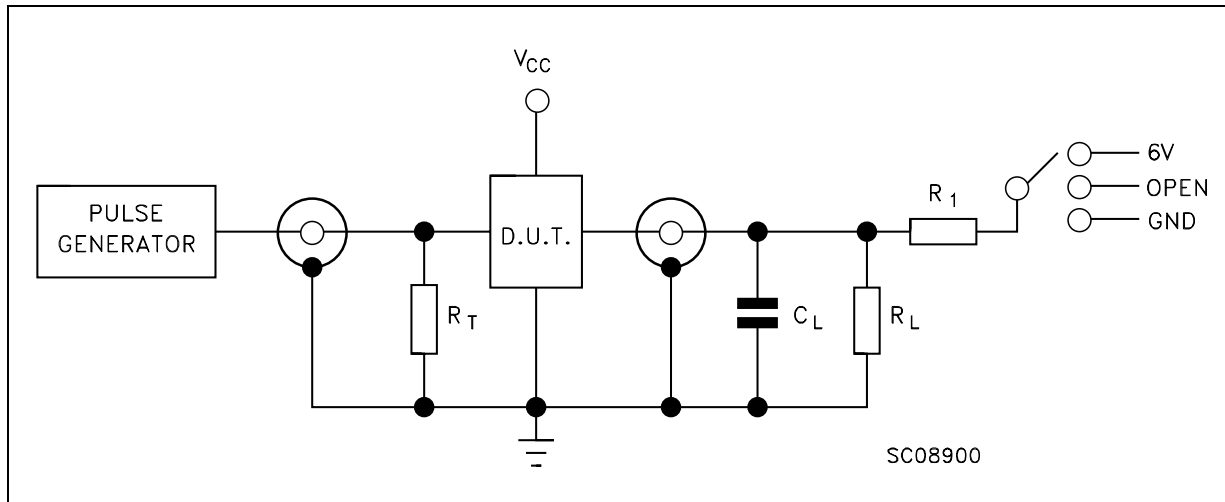 VCC
6V
OPEN
GND
R1
PULSE
GENERATOR
D.U.T.
RT
CL
RL
SC08900